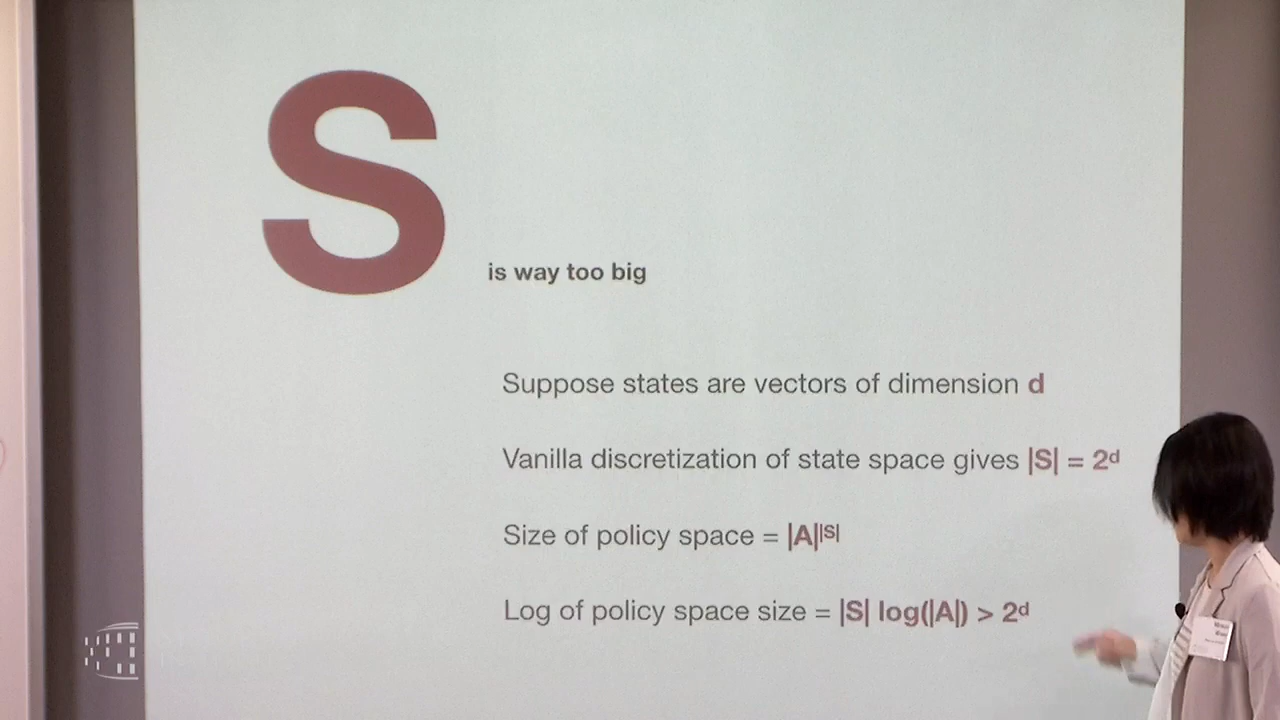 S
is way too big
Suppose states are vectors of dimension d
Vanilla discretization of state space gives |S| = 2ᵈ
Size of policy space = |A|^|S|
Log of policy space size = |S| log(|A|) > 2ᵈ